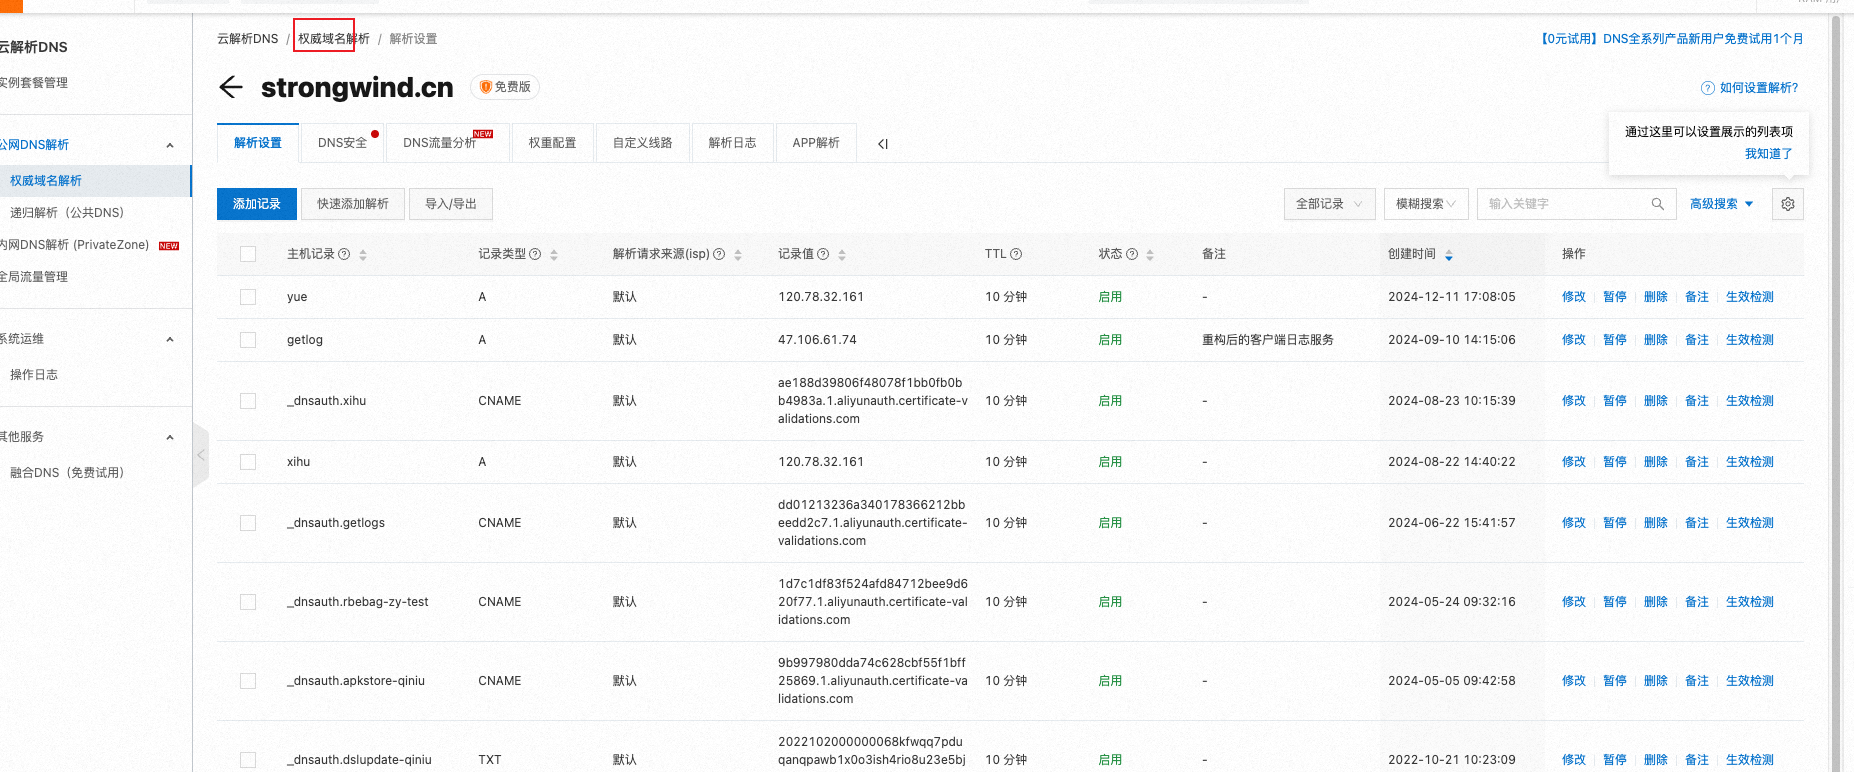 云解析DNS / 权威域名解析 / 解析设置
【0元试用】DNS全系列产品新用户免费试用1个月
云解析DNS
实例套餐管理
公网DNS解析
权威域名解析
递归解析（公共DNS）
内网DNS解析 (PrivateZone) NEW
全局流量管理
系统运维
操作日志
其他服务
融合DNS（免费试用）
strongwind.cn 免费版
如何设置解析?
通过这里可以设置展示的列表项
我知道了
解析设置 DNS安全 DNS流量分析 NEW 权重配置 自定义线路 解析日志 APP解析
添加记录 快速添加解析 导入/导出 全部记录 模糊搜索 输入关键字 高级搜索
主机记录 记录类型 解析请求来源(isp) 记录值 TTL 状态 备注 创建时间 操作
yue A 默认 120.78.32.161 10 分钟 启用 - 2024-12-11 17:08:05 修改 暂停 删除 备注 生效检测
getlog A 默认 47.106.61.74 10 分钟 启用 重构后的客户端日志服务 2024-09-10 14:15:06 修改 暂停 删除 备注 生效检测
ae188d39806f48078f1bb0fb0b
_dnsauth.xihu CNAME 默认 b4983a.1.aliyunauth.certificate-v 10 分钟 启用 - 2024-08-23 10:15:39 修改 暂停 删除 备注 生效检测
alidations.com
xihu A 默认 120.78.32.161 10 分钟 启用 - 2024-08-22 14:40:22 修改 暂停 删除 备注 生效检测
dd01213236a340178366212bb
_dnsauth.getlogs CNAME 默认 eedd2c7.1.aliyunauth.certificate- 10 分钟 启用 - 2024-06-22 15:41:57 修改 暂停 删除 备注 生效检测
validations.com
1d7c1df83f524afd84712bee9d6
_dnsauth.rbebag-zy-test CNAME 默认 20f77.1.aliyunauth.certificate-val 10 分钟 启用 - 2024-05-24 09:32:16 修改 暂停 删除 备注 生效检测
idations.com
9b997980dda74c628cbf55f1bff
_dnsauth.apkstore-qiniu CNAME 默认 25869.1.aliyunauth.certificate-va 10 分钟 启用 - 2024-05-05 09:42:58 修改 暂停 删除 备注 生效检测
lidations.com
2022102000000068kfwqq7pdu
_dnsauth.dslupdate-qiniu TXT 默认 qanqpawb1x0o3ish4rio8u23e5bj 10 分钟 启用 - 2022-10-21 10:23:09 修改 暂停 删除 备注 生效检测